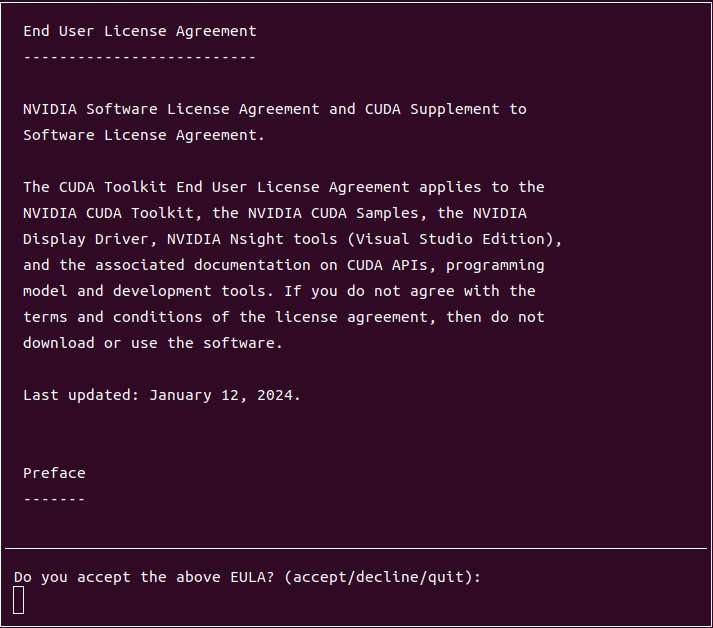 End User License Agreement
--------------------------
NVIDIA Software License Agreement and CUDA Supplement to
Software License Agreement.
The CUDA Toolkit End User License Agreement applies to the
NVIDIA CUDA Toolkit, the NVIDIA CUDA Samples, the NVIDIA
Display Driver, NVIDIA Nsight tools (Visual Studio Edition),
and the associated documentation on CUDA APIs, programming
model and development tools. If you do not agree with the
terms and conditions of the license agreement, then do not
download or use the software.
Last updated: January 12, 2024.
Preface
-------
Do you accept the above EULA? (accept/decline/quit):